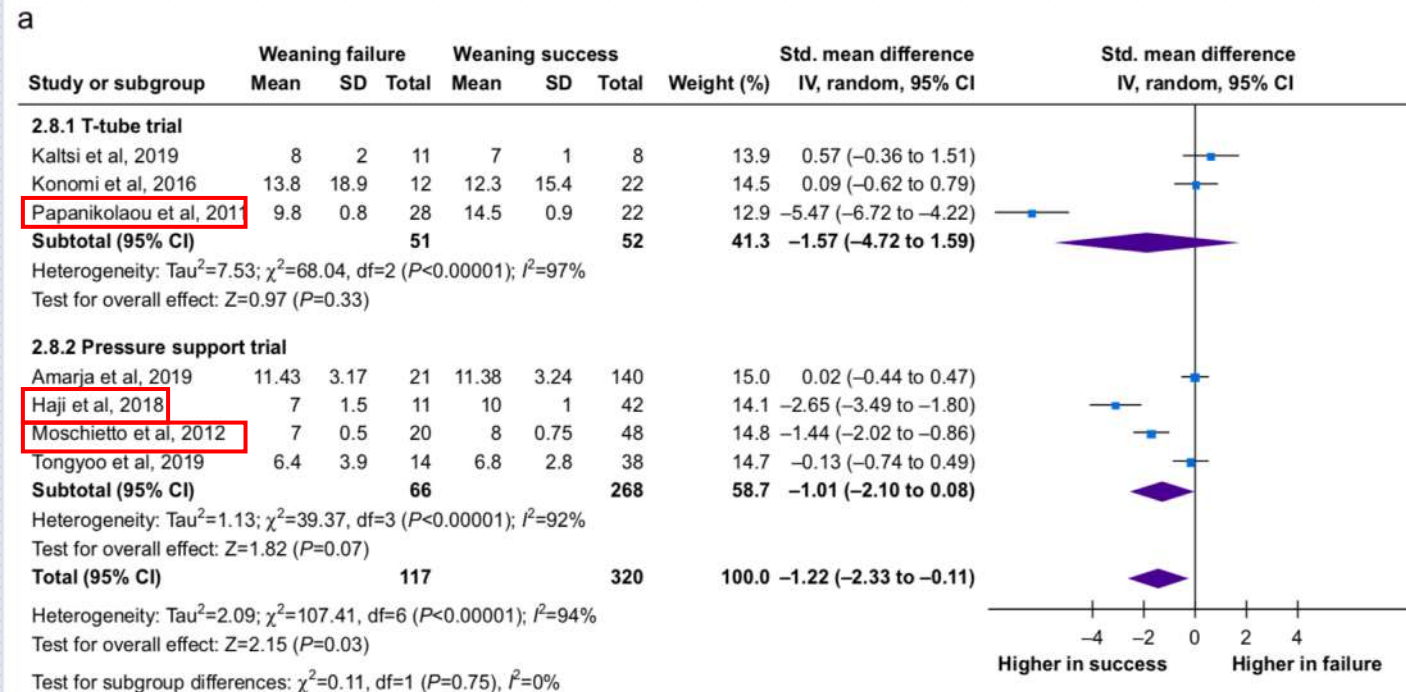 a
Weaning failure Weaning success Std. mean difference Std. mean difference
Study or subgroup Mean SD Total Mean SD Total Weight (%) IV, random, 95% CI IV, random, 95% CI
2.8.1 T-tube trial
Kaltsi et al, 2019 8 2 11 7 1 8 13.9 0.57 (–0.36 to 1.51)
Konomi et al, 2016 13.8 18.9 12 12.3 15.4 22 14.5 0.09 (–0.62 to 0.79)
Papanikolaou et al, 2011 9.8 0.8 28 14.5 0.9 22 12.9 –5.47 (–6.72 to –4.22)
Subtotal (95% CI) 51 52 41.3 –1.57 (–4.72 to 1.59)
Heterogeneity: Tau²=7.53; χ²=68.04, df=2 (P<0.00001); I²=97%
Test for overall effect: Z=0.97 (P=0.33)
2.8.2 Pressure support trial
Amarja et al, 2019 11.43 3.17 21 11.38 3.24 140 15.0 0.02 (–0.44 to 0.47)
Haji et al, 2018 7 1.5 11 10 1 42 14.1 –2.65 (–3.49 to –1.80)
Moschietto et al, 2012 7 0.5 20 8 0.75 48 14.8 –1.44 (–2.02 to –0.86)
Tongyoo et al, 2019 6.4 3.9 14 6.8 2.8 38 14.7 –0.13 (–0.74 to 0.49)
Subtotal (95% CI) 66 268 58.7 –1.01 (–2.10 to 0.08)
Heterogeneity: Tau²=1.13; χ²=39.37, df=3 (P<0.00001); I²=92%
Test for overall effect: Z=1.82 (P=0.07)
Total (95% CI) 117 320 100.0 –1.22 (–2.33 to –0.11)
Heterogeneity: Tau²=2.09; χ²=107.41, df=6 (P<0.00001); I²=94%
Test for overall effect: Z=2.15 (P=0.03)
Test for subgroup differences: χ²=0.11, df=1 (P=0.75), I²=0%
–4 –2 0 2 4
Higher in success Higher in failure